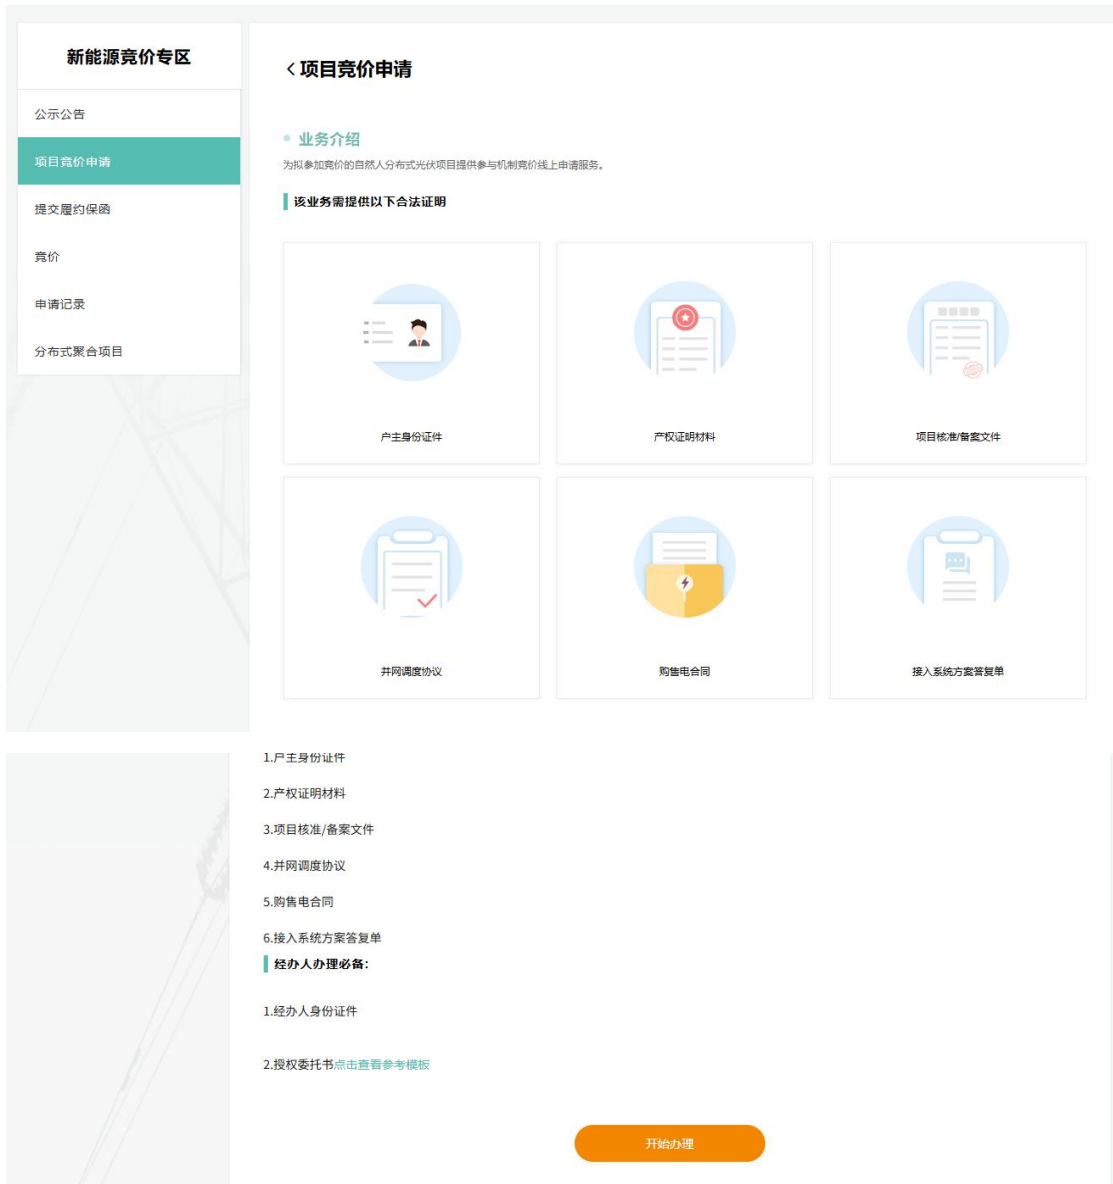 新能源竞价专区
公示公告
项目竞价申请
提交履约保函
竞价
申请记录
分布式聚合项目
<项目竞价申请
业务介绍
为拟参加竞价的自然人分布式光伏项目提供参与机制竞价线上申请服务。
该业务需提供以下合法证明
户主身份证件
产权证明材料
项目核准/备案文件
并网调度协议
购售电合同
接入系统方案答复单
1.户主身份证件
2.产权证明材料
3.项目核准/备案文件
4.并网调度协议
5.购售电合同
6.接入系统方案答复单
经办人办理必备：
1.经办人身份证件
2.授权委托书点击查看参考模板
开始办理